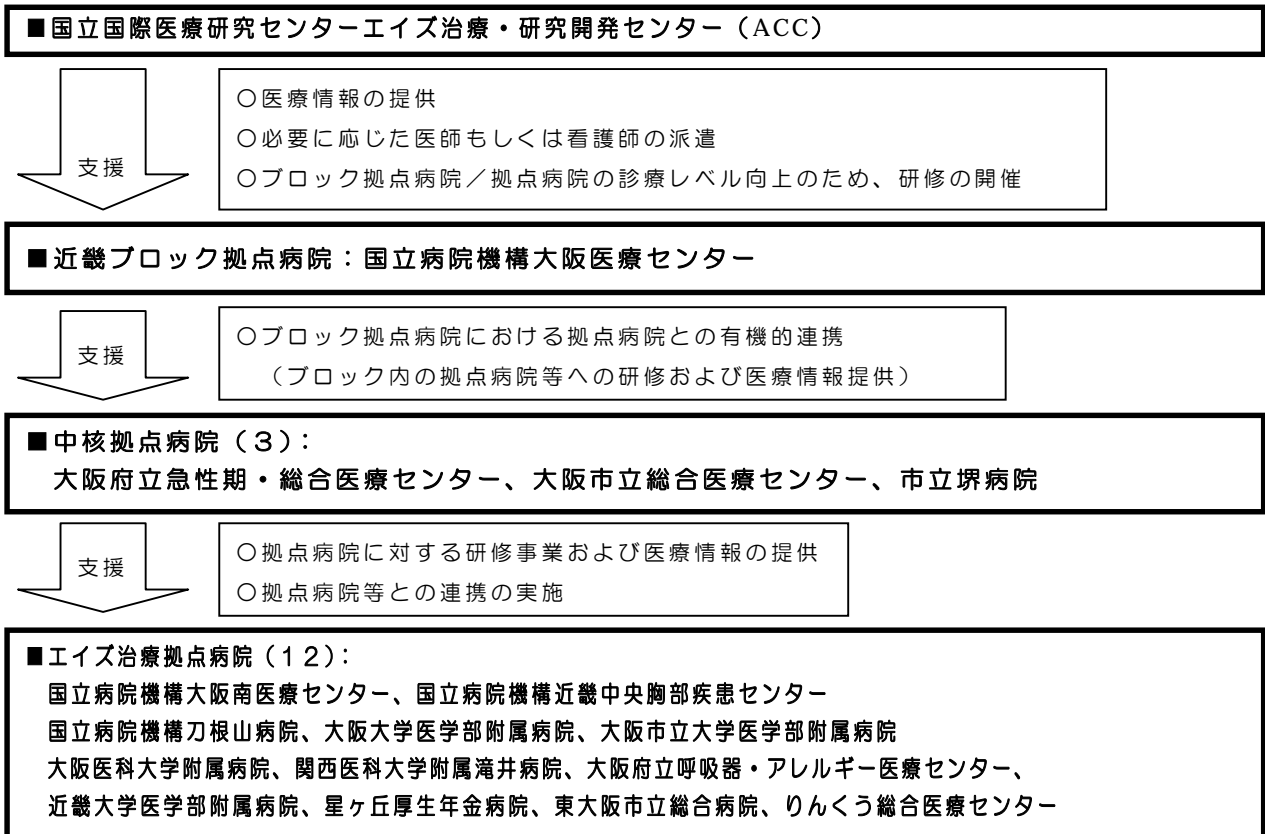 ■国立国際医療研究センターエイズ治療・研究開発センター（ACC）
支援
○医療情報の提供
○必要に応じた医師もしくは看護師の派遣
○ブロック拠点病院／拠点病院の診療レベル向上のため、研修の開催
■近畿ブロック拠点病院：国立病院機構大阪医療センター
支援
○ブロック拠点病院における拠点病院との有機的連携
（ブロック内の拠点病院等への研修および医療情報提供）
■中核拠点病院（３）：
大阪府立急性期・総合医療センター、大阪市立総合医療センター、市立堺病院
支援
○拠点病院に対する研修事業および医療情報の提供
○拠点病院等との連携の実施
■エイズ治療拠点病院（１２）：
国立病院機構大阪南医療センター、国立病院機構近畿中央胸部疾患センター
国立病院機構刀根山病院、大阪大学医学部附属病院、大阪市立大学医学部附属病院
大阪医科大学附属病院、関西医科大学附属滝井病院、大阪府立呼吸器・アレルギー医療センター、
近畿大学医学部附属病院、星ヶ丘厚生年金病院、東大阪市立総合病院、りんくう総合医療センター